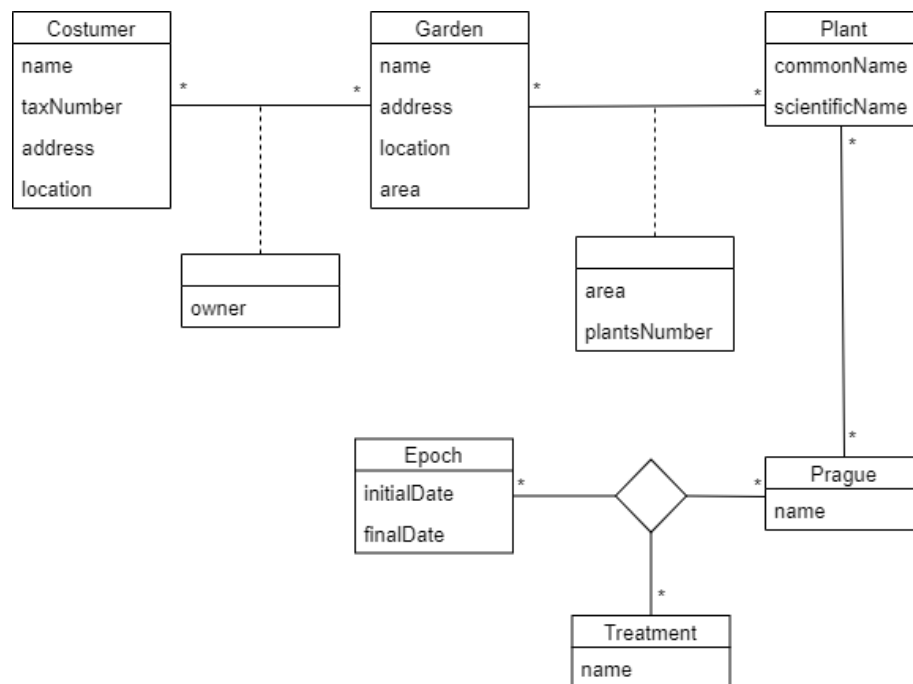 Costumer
name
taxNumber
address
location
*
*
Garden
name
address
location
area
*
*
Plant
commonName
scientificName
*
owner
area
plantsNumber
*
Epoch
initialDate
finalDate
*
*
Prague
name
*
Treatment
name